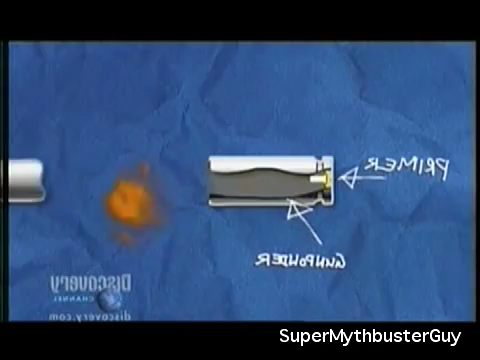 PRIMER
GUNPOWDER
Discovery
CHANNEL
discovery.com
SuperMythbusterGuy